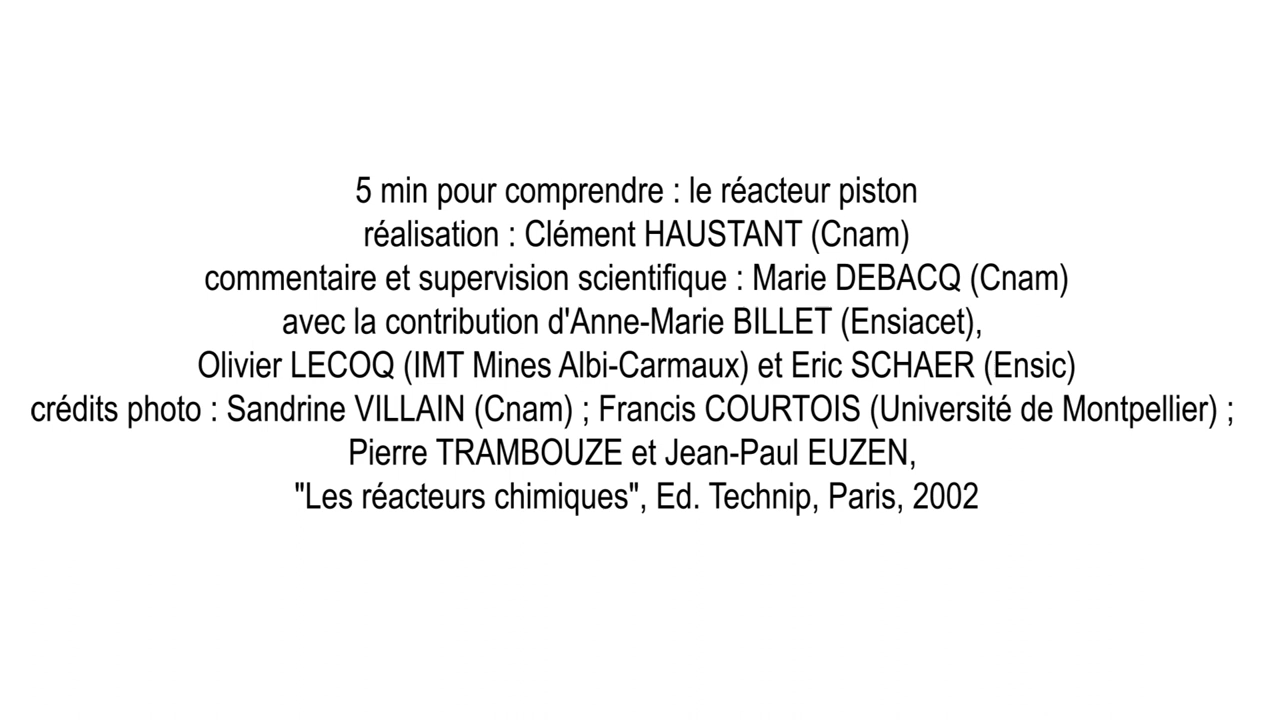 5 min pour comprendre : le réacteur piston
réalisation : Clément HAUSTANT (Cnam)
commentaire et supervision scientifique : Marie DEBACQ (Cnam)
avec la contribution d'Anne-Marie BILLET (Ensiacet),
Olivier LECOQ (IMT Mines Albi-Carmaux) et Eric SCHAER (Ensic)
crédits photo : Sandrine VILLAIN (Cnam) ; Francis COURTOIS (Université de Montpellier) ;
Pierre TRAMBOUZE et Jean-Paul EUZEN,
"Les réacteurs chimiques", Ed. Technip, Paris, 2002